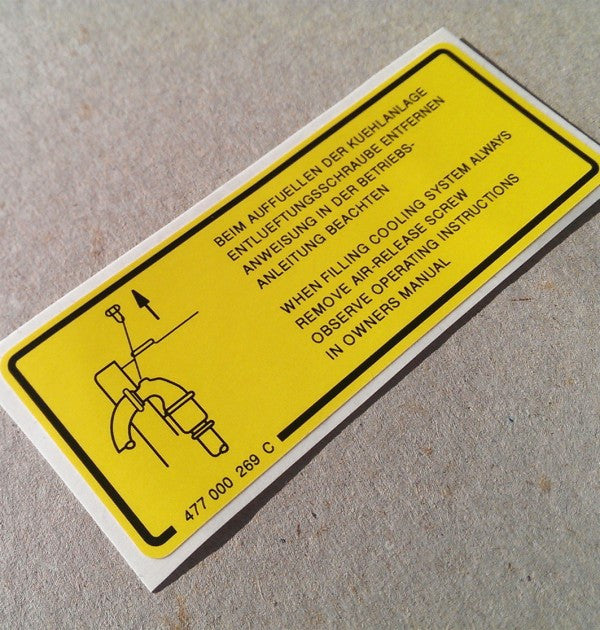 BEIM AUFFUELLEN DER KUEHLANLAGE
ENTLUEFTUNGSSCHRAUBE ENTFERNEN
ANWEISUNG IN DER BETRIEBS-
ANLEITUNG BEACHTEN
WHEN FILLING COOLING SYSTEM ALWAYS
REMOVE AIR-RELEASE SCREW
OBSERVE OPERATING INSTRUCTIONS
IN OWNERS MANUAL
477 000 269 C